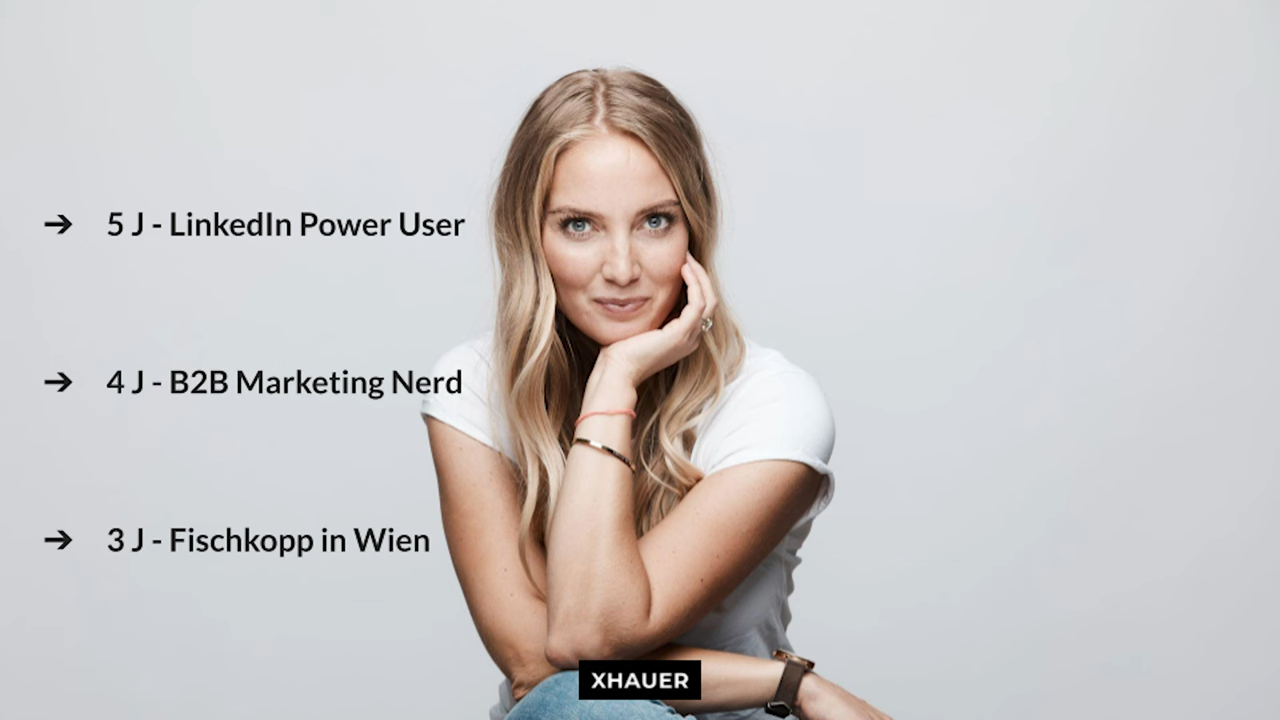 ➔ 5 J - LinkedIn Power User
➔ 4 J - B2B Marketing Nerd
➔ 3 J - Fischkopp in Wien
XHAUER